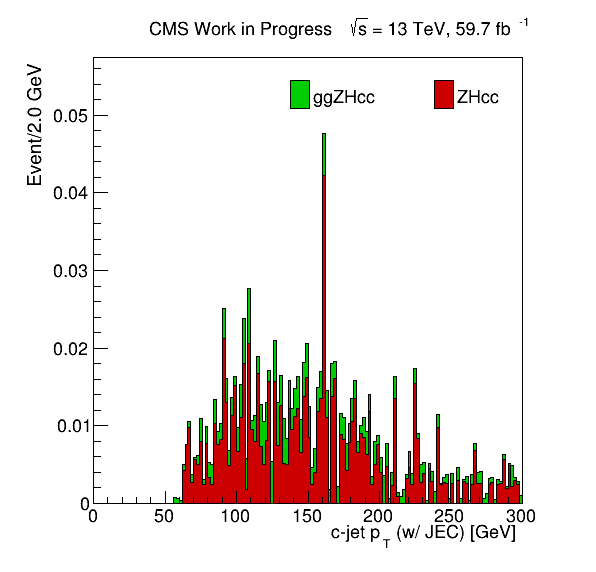 CMS Work in Progress √s = 13 TeV, 59.7 fb⁻¹
Event/2.0 GeV
ggZHcc ZHcc
0.05
0.04
0.03
0.02
0.01
0
0 50 100 150 200 250 300
c-jet p_T (w/ JEC) [GeV]